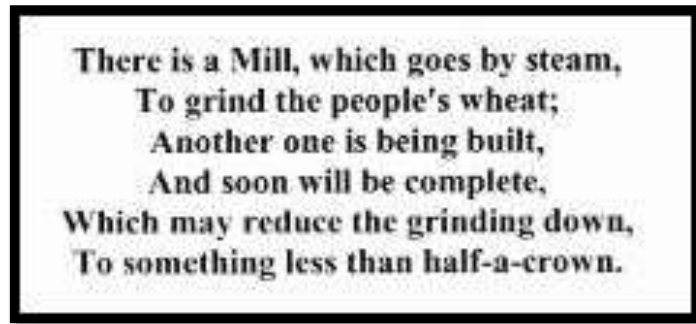 There is a Mill, which goes by steam,
To grind the people's wheat;
Another one is being built,
And soon will be complete,
Which may reduce the grinding down,
To something less than half-a-crown.